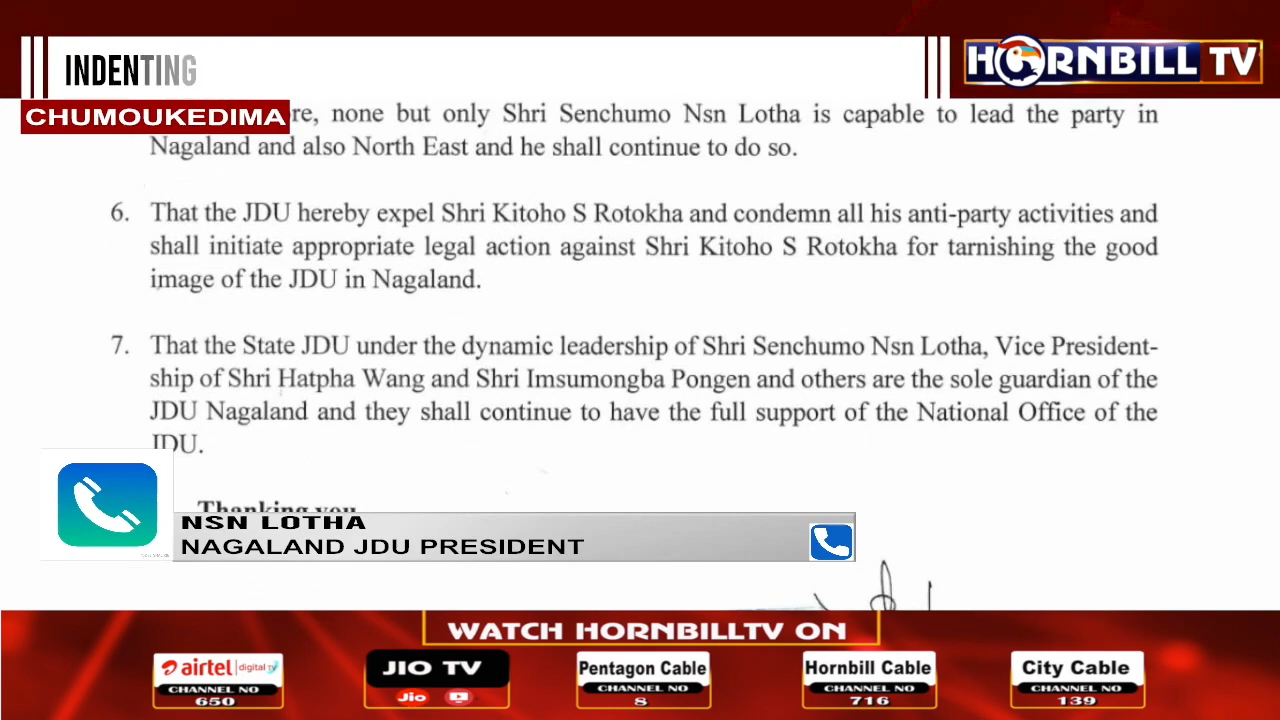 INDENTING
HORNBILL TV
CHUMOUKEDIMA
none but only Shri Senchumo Nsn Lotha is capable to lead the party in
Nagaland and also North East and he shall continue to do so.
6. That the JDU hereby expel Shri Kitoho S Rotokha and condemn all his anti-party activities and
shall initiate appropriate legal action against Shri Kitoho S Rotokha for tarnishing the good
image of the JDU in Nagaland.
7. That the State JDU under the dynamic leadership of Shri Senchumo Nsn Lotha, Vice President-
ship of Shri Hatpha Wang and Shri Imsumongba Pongen and others are the sole guardian of the
JDU Nagaland and they shall continue to have the full support of the National Office of the
JDU.
Thanking you
NSN LOTHA
NAGALAND JDU PRESIDENT
WATCH HORNBILLTV ON
airtel digital TV
CHANNEL NO
650
JIO TV
Jio
Pentagon Cable
CHANNEL NO
8
Hornbill Cable
CHANNEL NO
716
City Cable
CHANNEL NO
139